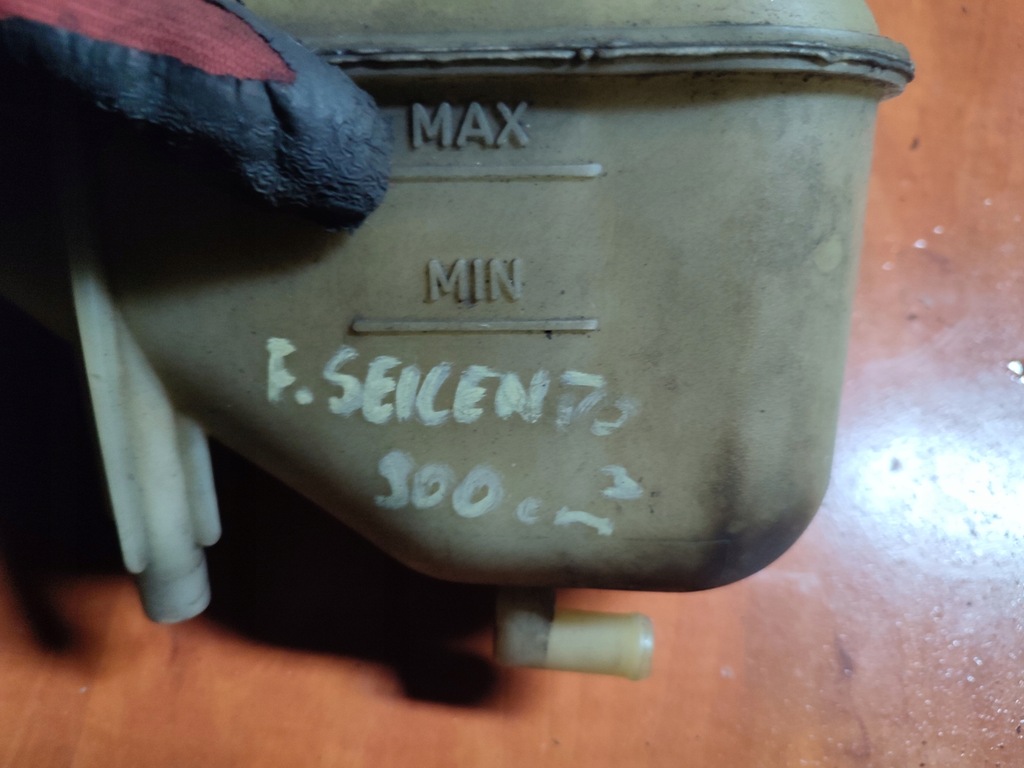 MAX
MIN
F. SEICENTO
900 cm³